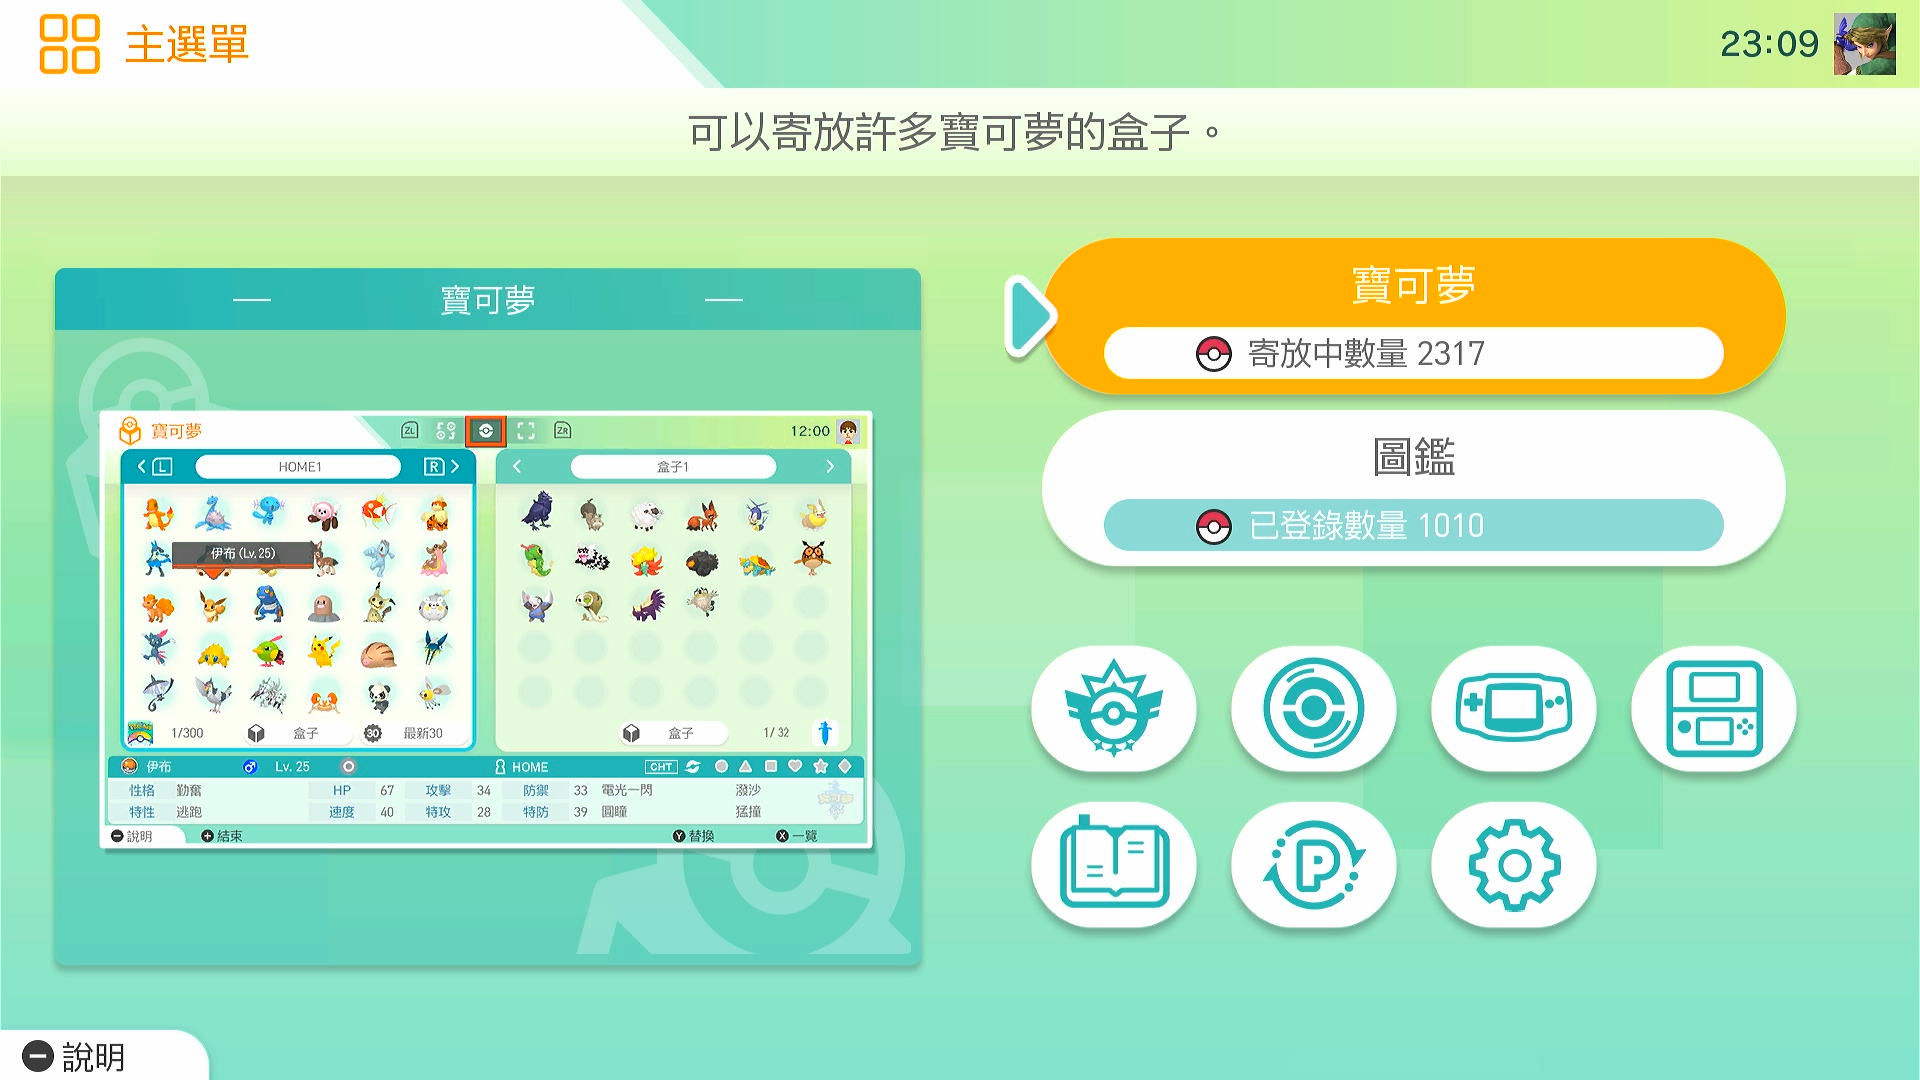 主選單
23:09
可以寄放許多寶可夢的盒子。
寶可夢
寶可夢
12:00
ZL
ZR
L
HOME1
R
盒子1
伊布 (Lv.25)
1/300
盒子
30
最新30
盒子
1/ 32
伊布
Lv. 25
HOME
CHT
性格 勤奮 HP 67 攻擊 34 防禦 33 電光一閃 潑沙
特性 逃跑 速度 40 特攻 28 特防 39 圓瞳 猛撞
說明
結束
Y 替換
X 一覽
寶可夢
寄放中數量 2317
圖鑑
已登錄數量 1010
P
說明